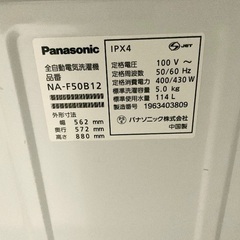 Panasonic
IPX4
JET
全自動電気洗濯機
品番
NA-F50B12
外形寸法
幅 562 mm
奥行 572 mm
高さ 880 mm
定格電圧 100 V ~
定格周波数 50/60 Hz
定格消費電力 400/430 W
標準洗濯容量 5.0 kg
標準水量 114 L
製造番号 1963403809
パナソニック株式会社
中国製